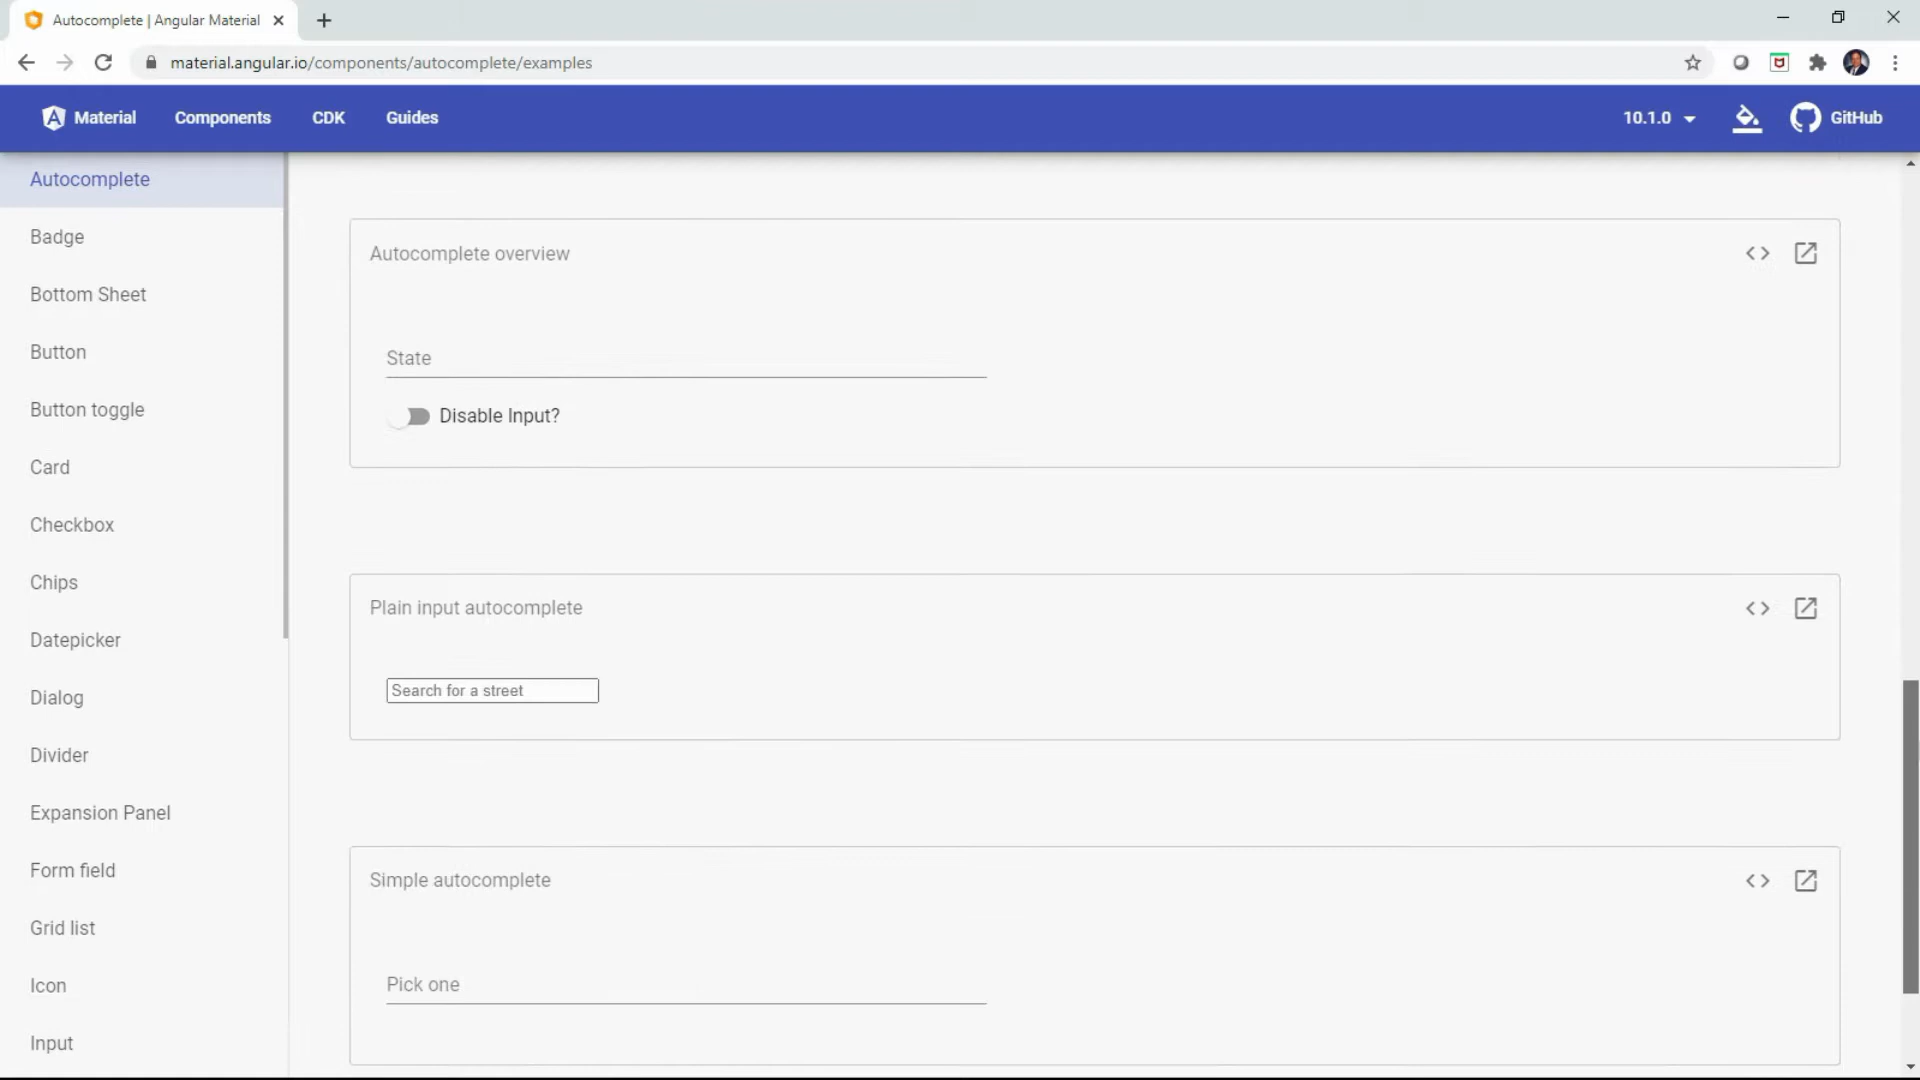 Autocomplete | Angular Material
material.angular.io/components/autocomplete/examples
Material Components CDK Guides 10.1.0 GitHub
Autocomplete
Badge
Bottom Sheet
Button
Button toggle
Card
Checkbox
Chips
Datepicker
Dialog
Divider
Expansion Panel
Form field
Grid list
Icon
Input
Autocomplete overview
State
Disable Input?
Plain input autocomplete
Search for a street
Simple autocomplete
Pick one